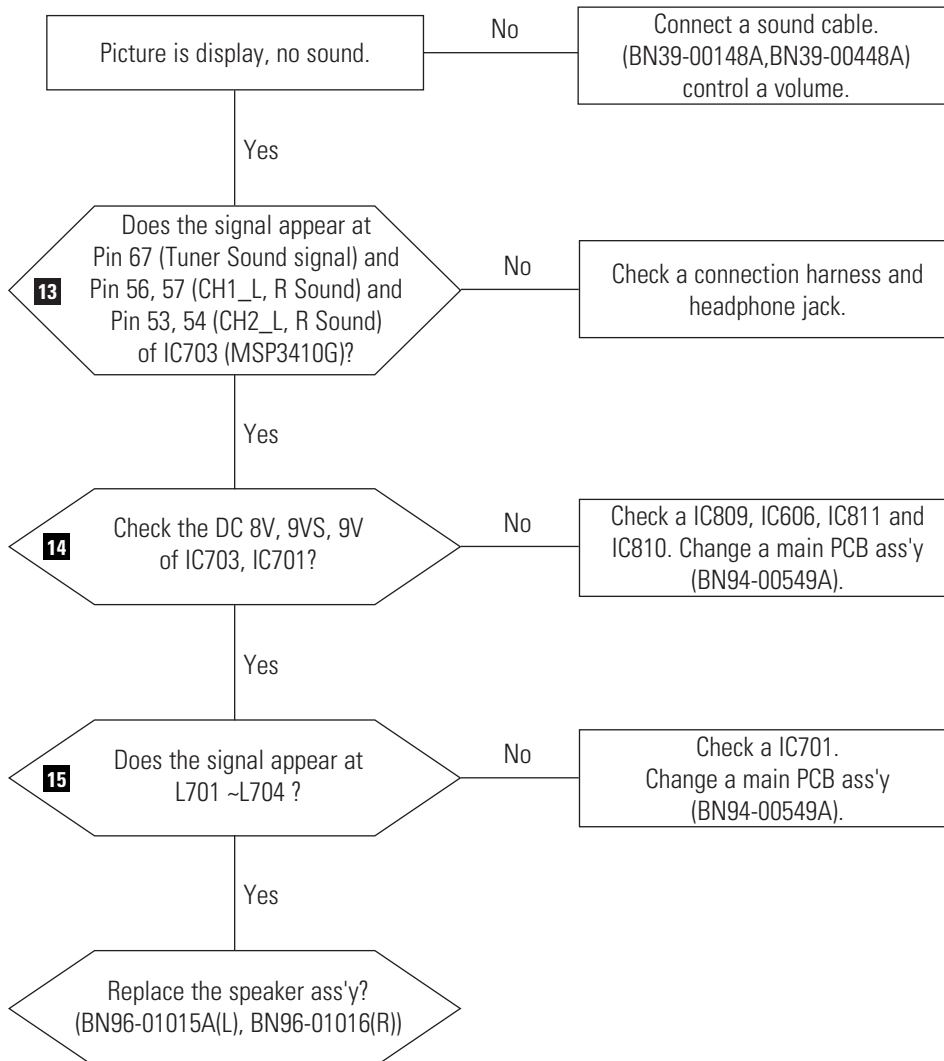 Picture is display, no sound.
No
Connect a sound cable.
(BN39-00148A,BN39-00448A)
control a volume.
Yes
13
Does the signal appear at
Pin 67 (Tuner Sound signal) and
Pin 56, 57 (CH1_L, R Sound) and
Pin 53, 54 (CH2_L, R Sound)
of IC703 (MSP3410G)?
No
Check a connection harness and
headphone jack.
Yes
14
Check the DC 8V, 9VS, 9V
of IC703, IC701?
No
Check a IC809, IC606, IC811 and
IC810. Change a main PCB ass'y
(BN94-00549A).
Yes
15
Does the signal appear at
L701 ~L704 ?
No
Check a IC701.
Change a main PCB ass'y
(BN94-00549A).
Yes
Replace the speaker ass'y?
(BN96-01015A(L), BN96-01016(R))